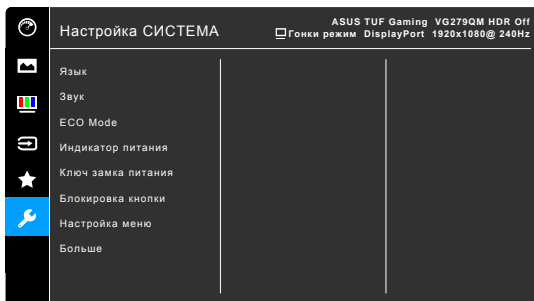 Настройка СИСТЕМА
ASUS TUF Gaming VG279QM HDR Off
Гонки режим DisplayPort 1920x1080@ 240Hz
Язык
Звук
ECO Mode
Индикатор питания
Ключ замка питания
Блокировка кнопки
Настройка меню
Больше